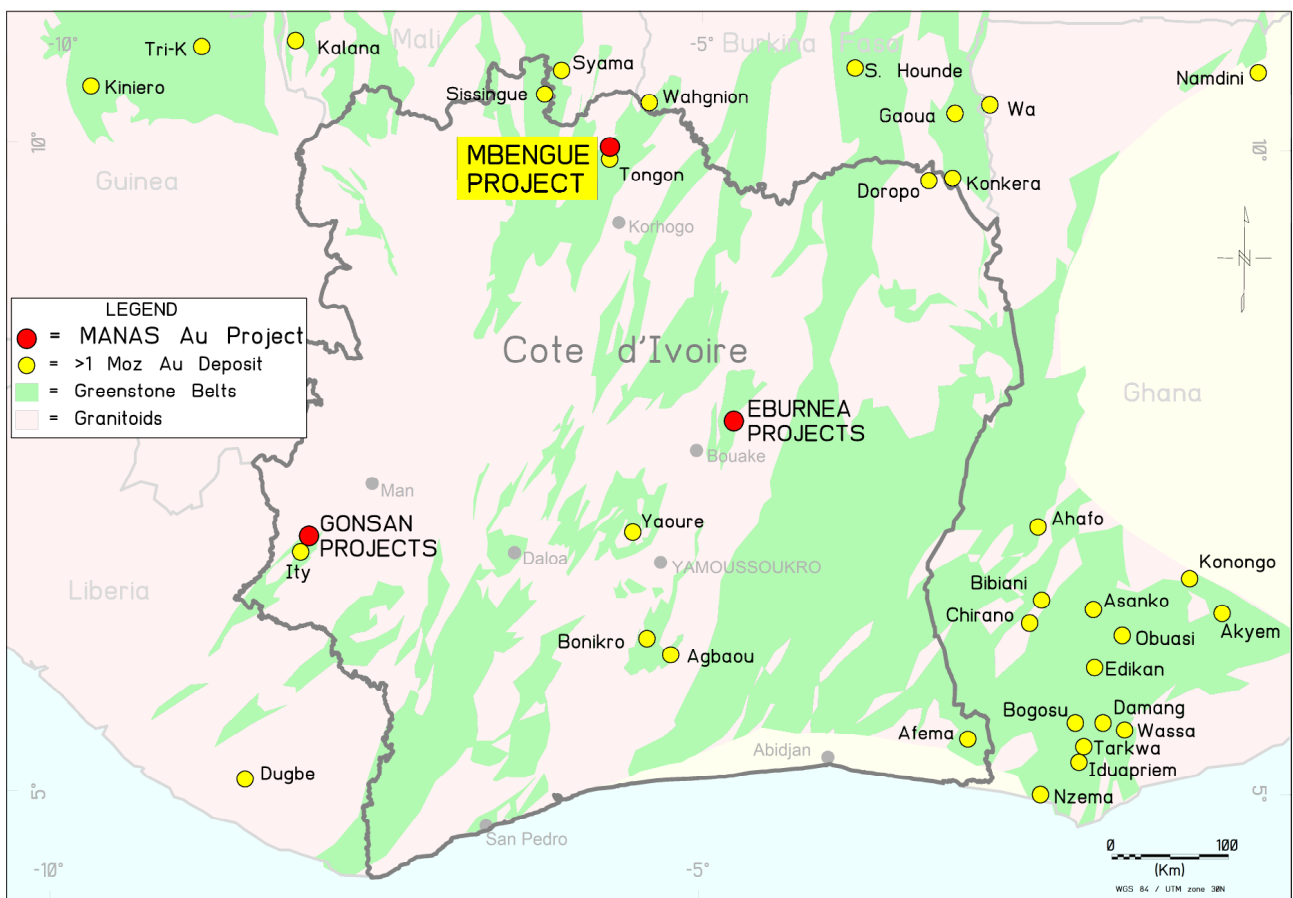 -10°
Tri-K
Kalana
Mali
-5°
Burkina Faso
Kiniero
Syama
Sissingue
Wahgnion
S. Hounde
Gaoua
Wa
Namdini
10°
10°
Guinea
MBENGUE
PROJECT
Tongon
Doropo
Konkera
Korhogo
N
LEGEND
= MANAS Au Project
= >1 Moz Au Deposit
= Greenstone Belts
= Granitoids
Cote d'Ivoire
Ghana
EBURNEA
PROJECTS
Bouake
Man
GONSAN
PROJECTS
Ity
Yaoure
Daloa
YAMOUSSOUKRO
Ahafo
Konongo
Liberia
Bibiani
Chirano
Asanko
Akyem
Obuasi
Bonikro
Agbaou
Edikan
Bogosu
Damang
Wassa
Tarkwa
Iduapriem
Afema
Abidjan
Dugbe
Nzema
5°
5°
San Pedro
0 100
(Km)
-10°
-5°
WGS 84 / UTM zone 30N